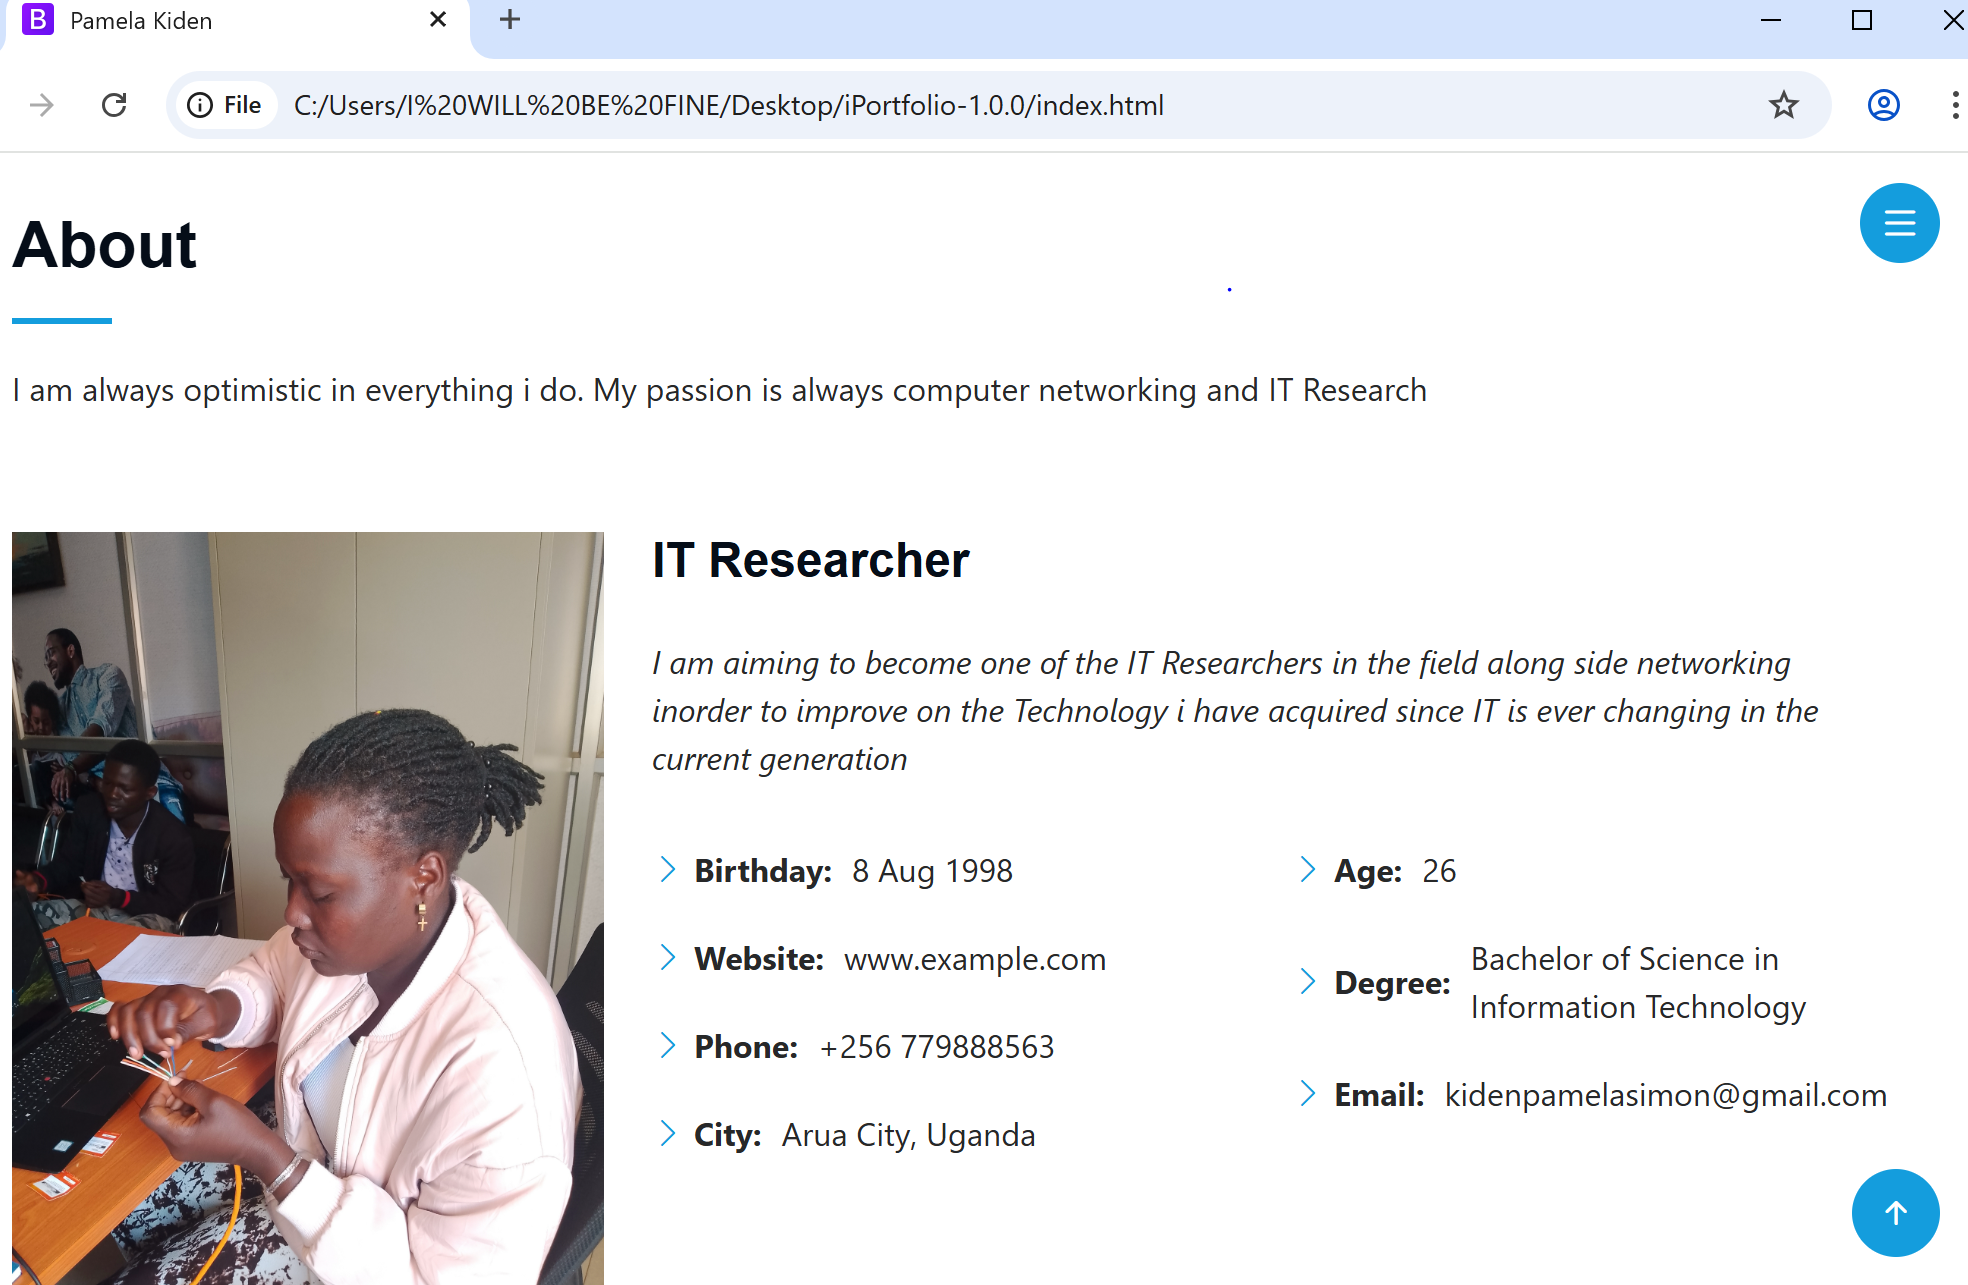 B Pamela Kiden
File C:/Users/I%20WILL%20BE%20FINE/Desktop/iPortfolio-1.0.0/index.html
About
I am always optimistic in everything i do. My passion is always computer networking and IT Research
IT Researcher
I am aiming to become one of the IT Researchers in the field along side networking
inorder to improve on the Technology i have acquired since IT is ever changing in the
current generation
Birthday: 8 Aug 1998
Website: www.example.com
Phone: +256 779888563
City: Arua City, Uganda
Age: 26
Degree: Bachelor of Science in
Information Technology
Email: kidenpamelasimon@gmail.com